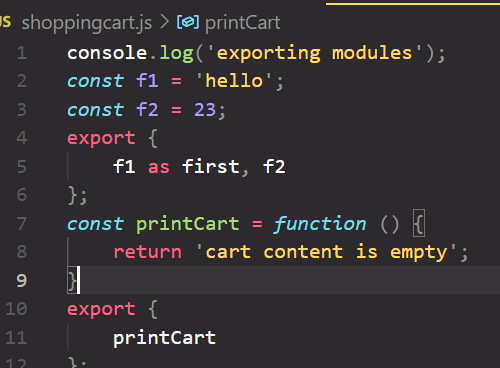 JS shoppingcart.js > printCart
1 console.log('exporting modules');
2 const f1 = 'hello';
3 const f2 = 23;
4 export {
5 f1 as first, f2
6 };
7 const printCart = function () {
8 return 'cart content is empty';
9 }
10 export {
11 printCart
12 };